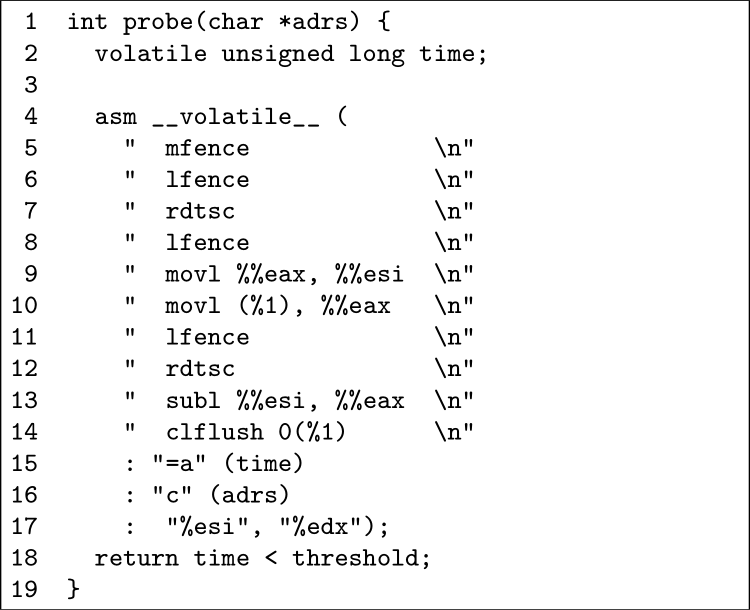 1 int probe(char *adrs) {
2   volatile unsigned long time;
3
4   asm __volatile__ (
5     "  mfence             \n"
6     "  lfence             \n"
7     "  rdtsc              \n"
8     "  lfence             \n"
9     "  movl %%eax, %%esi  \n"
10     "  movl (%1), %%eax   \n"
11     "  lfence             \n"
12     "  rdtsc              \n"
13     "  subl %%esi, %%eax  \n"
14     "  clflush 0(%1)      \n"
15     : "=a" (time)
16     : "c" (adrs)
17     :  "%esi", "%edx");
18   return time < threshold;
19 }